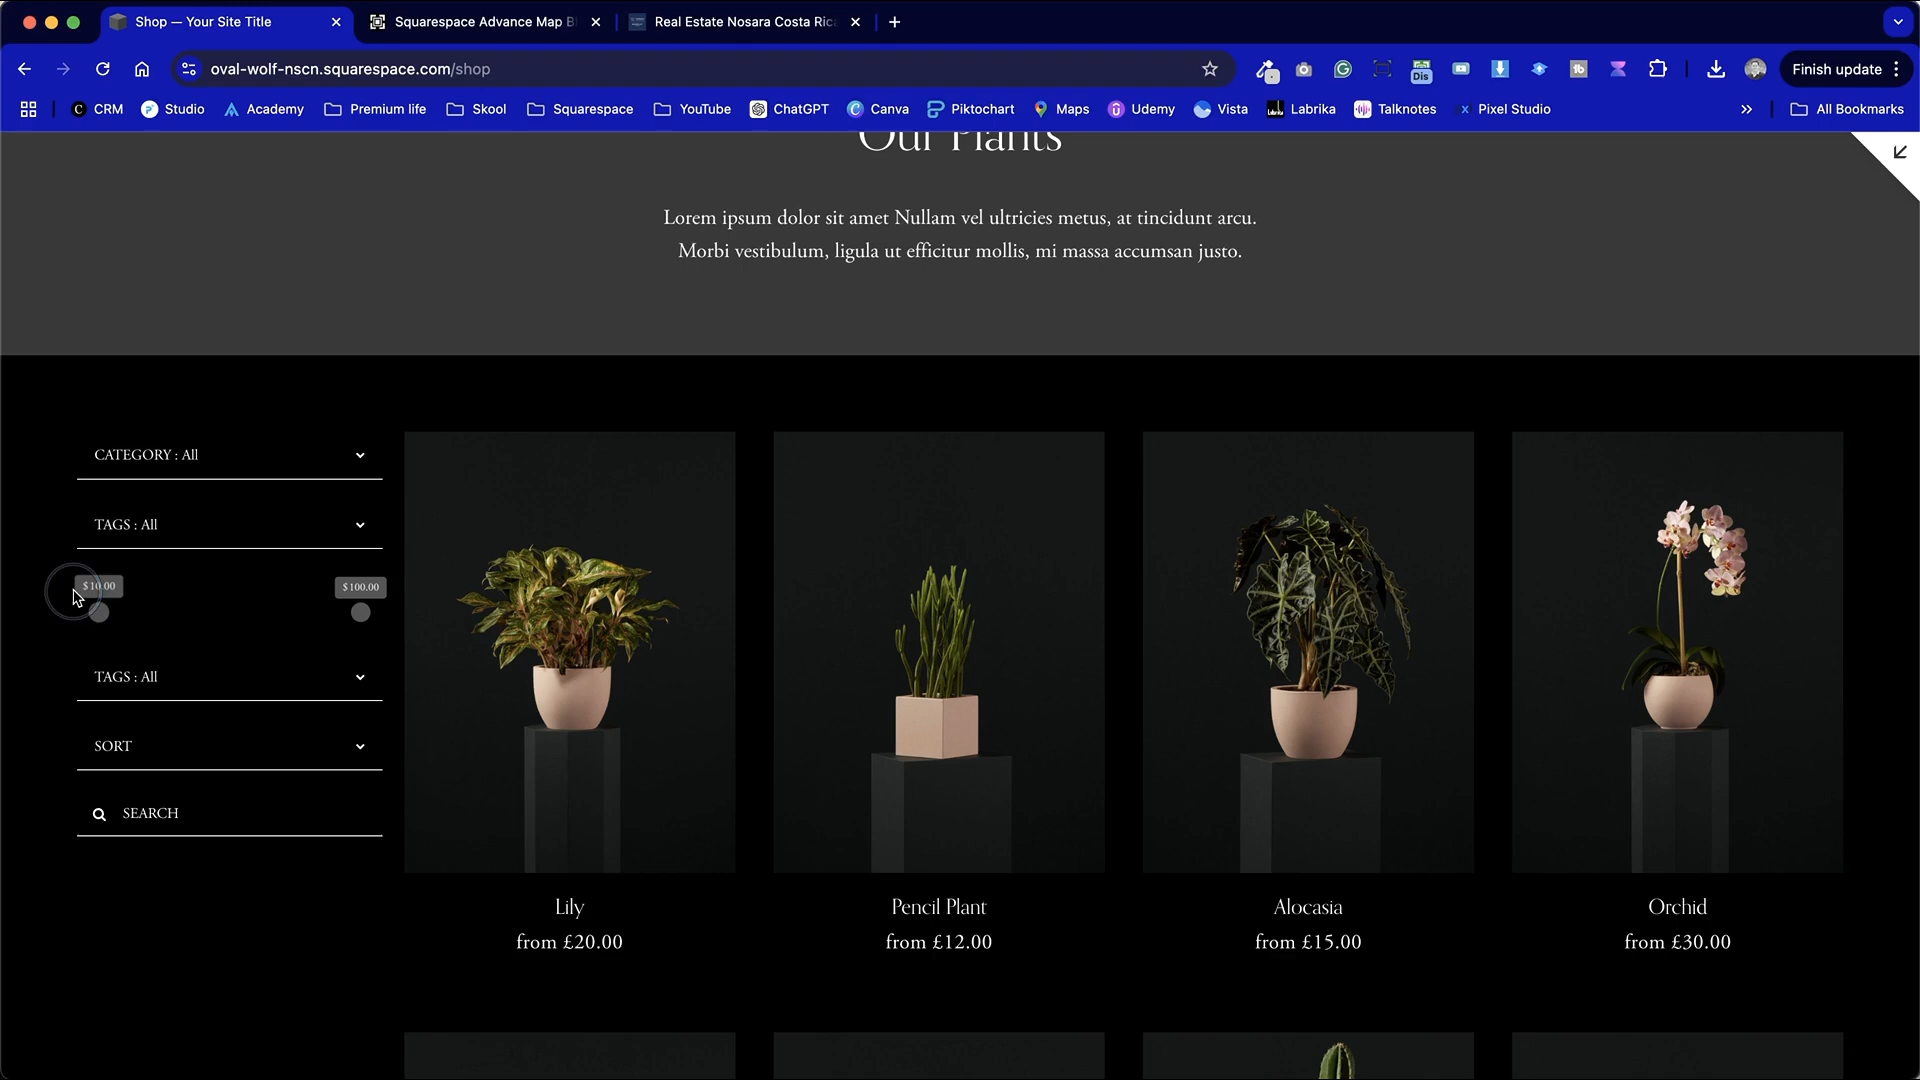 Shop — Your Site Title
Squarespace Advance Map B
Real Estate Nosara Costa Rica
oval-wolf-nscn.squarespace.com/shop
Dis
Finish update
CRM
Studio
Academy
Premium life
Skool
Squarespace
YouTube
ChatGPT
Canva
Piktochart
Maps
Udemy
Vista
Labrika
Talknotes
Pixel Studio
All Bookmarks
Our Plants
Lorem ipsum dolor sit amet Nullam vel ultricies metus, at tincidunt arcu.
Morbi vestibulum, ligula ut efficitur mollis, mi massa accumsan justo.
CATEGORY : All
TAGS : All
$10.00
$100.00
TAGS : All
SORT
SEARCH
Lily
from £20.00
Pencil Plant
from £12.00
Alocasia
from £15.00
Orchid
from £30.00